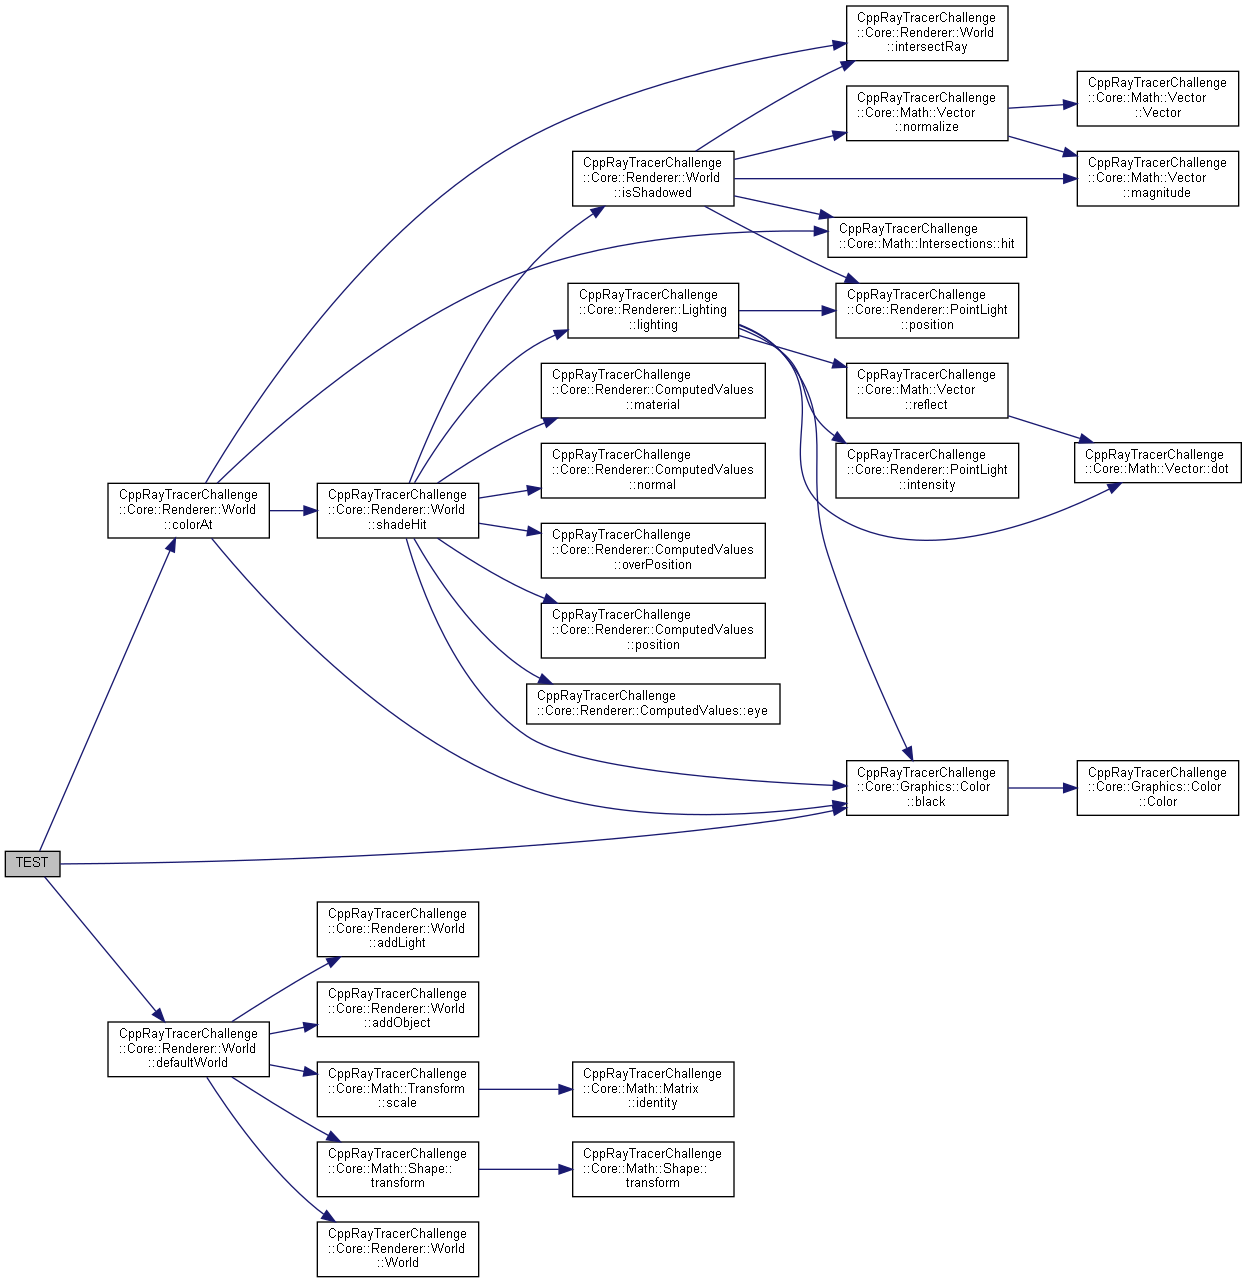 CppRayTracerChallenge
::Core::Renderer::World
::intersectRay
CppRayTracerChallenge
::Core::Math::Vector
::Vector
CppRayTracerChallenge
::Core::Math::Vector
::normalize
CppRayTracerChallenge
::Core::Renderer::World
::isShadowed
CppRayTracerChallenge
::Core::Math::Vector
::magnitude
CppRayTracerChallenge
::Core::Math::Intersections::hit
CppRayTracerChallenge
::Core::Renderer::Lighting
::lighting
CppRayTracerChallenge
::Core::Renderer::PointLight
::position
CppRayTracerChallenge
::Core::Renderer::ComputedValues
::material
CppRayTracerChallenge
::Core::Math::Vector
::reflect
CppRayTracerChallenge
::Core::Renderer::ComputedValues
::normal
CppRayTracerChallenge
::Core::Renderer::PointLight
::intensity
CppRayTracerChallenge
::Core::Math::Vector::dot
CppRayTracerChallenge
::Core::Renderer::World
::colorAt
CppRayTracerChallenge
::Core::Renderer::World
::shadeHit
CppRayTracerChallenge
::Core::Renderer::ComputedValues
::overPosition
CppRayTracerChallenge
::Core::Renderer::ComputedValues
::position
CppRayTracerChallenge
::Core::Renderer::ComputedValues::eye
CppRayTracerChallenge
::Core::Graphics::Color
::black
CppRayTracerChallenge
::Core::Graphics::Color
::Color
TEST
CppRayTracerChallenge
::Core::Renderer::World
::addLight
CppRayTracerChallenge
::Core::Renderer::World
::addObject
CppRayTracerChallenge
::Core::Renderer::World
::defaultWorld
CppRayTracerChallenge
::Core::Math::Transform
::scale
CppRayTracerChallenge
::Core::Math::Matrix
::identity
CppRayTracerChallenge
::Core::Math::Shape::
transform
CppRayTracerChallenge
::Core::Math::Shape::
transform
CppRayTracerChallenge
::Core::Renderer::World
::World